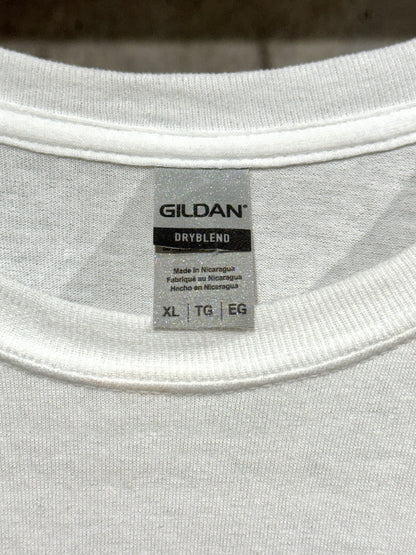 GILDAN®
DRYBLEND
Made in Nicaragua
Fabriqué au Nicaragua
Hecho en Nicaragua
XL | TG | EG